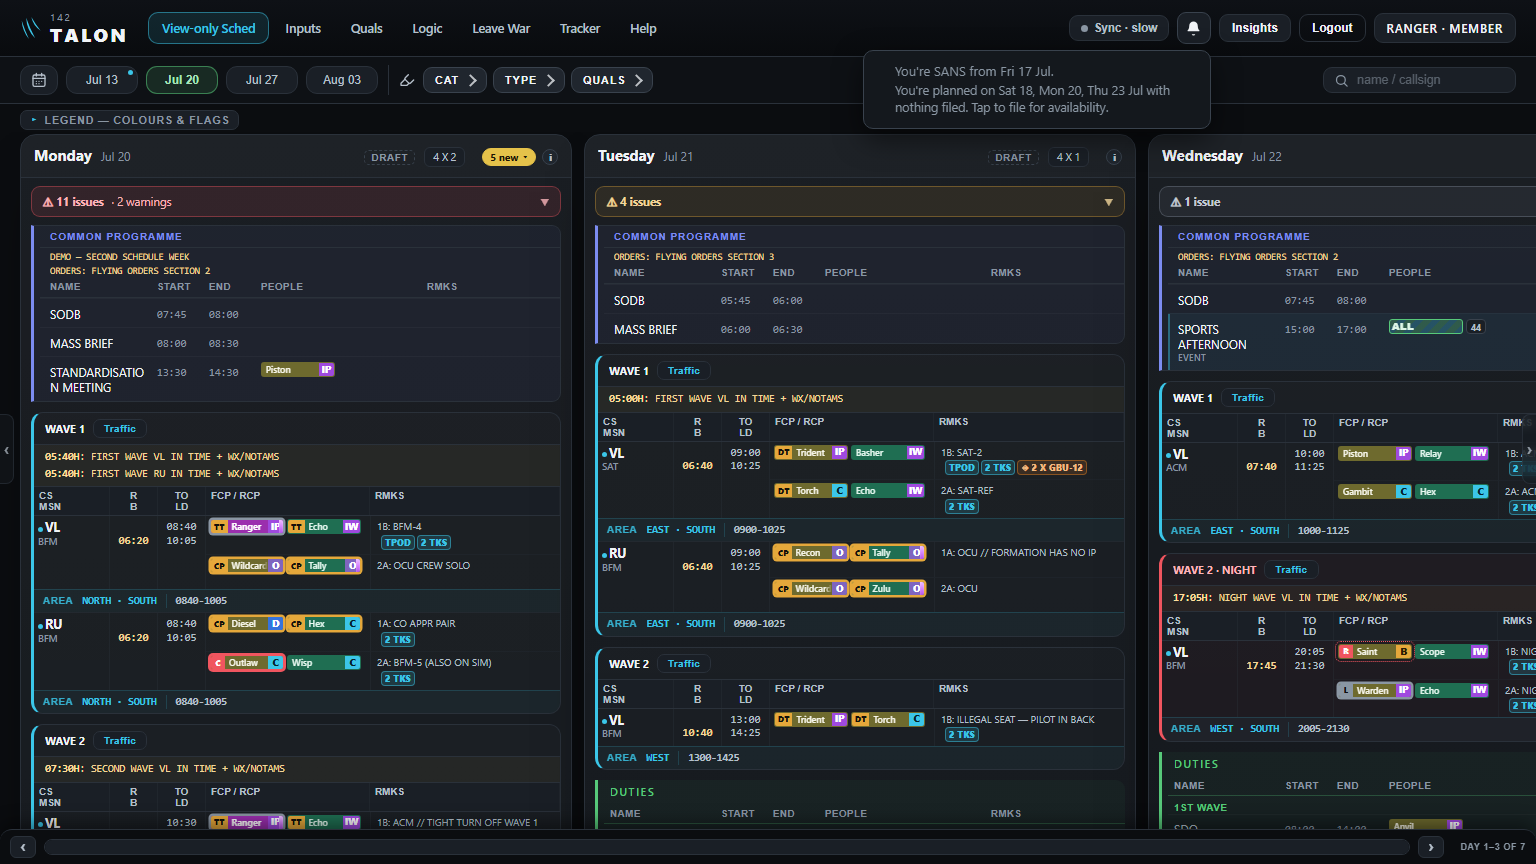 142
TALON
View-only Sched
Inputs
Quals
Logic
Leave War
Tracker
Help
Sync · slow
Insights
Logout
RANGER · MEMBER
Jul 13
Jul 20
Jul 27
Aug 03
CAT
TYPE
QUALS
name / callsign
You're SANS from Fri 17 Jul.
You're planned on Sat 18, Mon 20, Thu 23 Jul with
nothing filed. Tap to file for availability.
LEGEND — COLOURS & FLAGS
Monday Jul 20
DRAFT
4 X 2
5 new
i
11 issues · 2 warnings
COMMON PROGRAMME
DEMO — SECOND SCHEDULE WEEK
ORDERS: FLYING ORDERS SECTION 2
NAME START END PEOPLE RMKS
SODB 07:45 08:00
MASS BRIEF 08:00 08:30
STANDARDISATIO 13:30 14:30 Piston IP
N MEETING
WAVE 1 Traffic
05:40H: FIRST WAVE VL IN TIME + WX/NOTAMS
05:40H: FIRST WAVE RU IN TIME + WX/NOTAMS
CS R TO FCP / RCP RMKS
MSN B LD
VL 08:40 TT Ranger IP TT Echo IW 1B: BFM-4
BFM 06:20 10:05 TPOD 2 TKS
CP Wildcard O CP Tally O 2A: OCU CREW SOLO
AREA NORTH · SOUTH 0840-1005
RU 08:40 CP Diesel D CP Hex C 1A: CO APPR PAIR
BFM 06:20 10:05 2 TKS
C Outlaw C Wisp C 2A: BFM-5 (ALSO ON SIM)
2 TKS
AREA NORTH · SOUTH 0840-1005
WAVE 2 Traffic
07:30H: SECOND WAVE VL IN TIME + WX/NOTAMS
CS R TO FCP / RCP RMKS
MSN B LD
VL 10:30 TT Ranger IP TT Echo IW 1B: ACM // TIGHT TURN OFF WAVE 1
Tuesday Jul 21
DRAFT
4 X 1
i
4 issues
COMMON PROGRAMME
ORDERS: FLYING ORDERS SECTION 3
NAME START END PEOPLE RMKS
SODB 05:45 06:00
MASS BRIEF 06:00 06:30
WAVE 1 Traffic
05:00H: FIRST WAVE VL IN TIME + WX/NOTAMS
CS R TO FCP / RCP RMKS
MSN B LD
VL 09:00 DT Trident IP Basher IW 1B: SAT-2
SAT 06:40 10:25 TPOD 2 TKS 2 X GBU-12
DT Torch C Echo IW 2A: SAT-REF
2 TKS
AREA EAST · SOUTH 0900-1025
RU 09:00 CP Recon O CP Tally O 1A: OCU // FORMATION HAS NO IP
BFM 06:40 10:25
CP Wildcard O CP Zulu O 2A: OCU
AREA EAST · SOUTH 0900-1025
WAVE 2 Traffic
CS R TO FCP / RCP RMKS
MSN B LD
VL 13:00 DT Trident IP DT Torch C 1B: ILLEGAL SEAT — PILOT IN BACK
BFM 10:40 14:25 2 TKS
AREA WEST 1300-1425
DUTIES
NAME START END PEOPLE RMKS
Wednesday Jul 22
1 issue
COMMON PROGRAMME
ORDERS: FLYING ORDERS SECTION 2
NAME START END PEOPLE
SODB 07:45 08:00
SPORTS 15:00 17:00 ALL 44
AFTERNOON
EVENT
WAVE 1 Traffic
CS R TO FCP / RCP
MSN B LD
VL 10:00 Piston IP Relay IW 1B:
ACM 07:40 11:25
Gambit C Hex C 2A:
2 TKS
AREA EAST · SOUTH 1000-1125
WAVE 2 · NIGHT Traffic
17:05H: NIGHT WAVE VL IN TIME + WX/NOTAMS
CS R TO FCP / RCP RMKS
MSN B LD
VL 20:05 R Saint B Scope IW 1B:
BFM 17:45 21:30 2 TKS
L Warden IP Echo IW 2A:
2 TKS
AREA WEST · SOUTH 2005-2130
DUTIES
NAME START END PEOPLE
1ST WAVE
SDO Anvil IP
DAY 1–3 OF 7